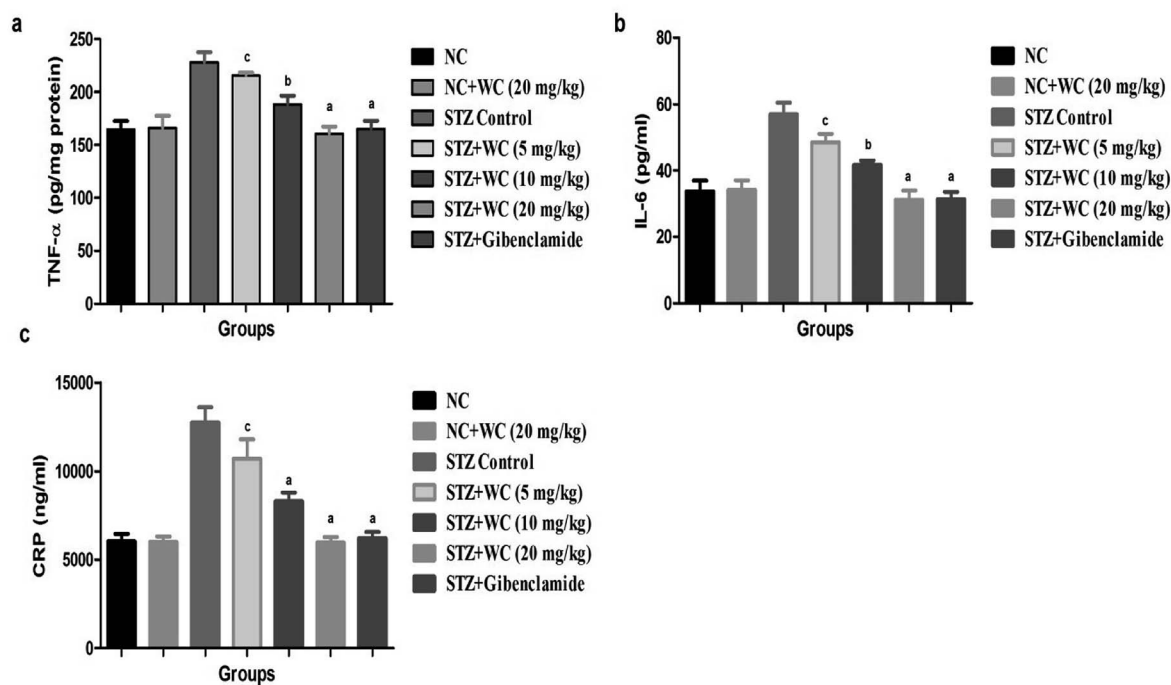 a
TNF-α (pg/mg protein)
250
200
150
100
50
0
c
b
a
a
Groups
NC
NC+WC (20 mg/kg)
STZ Control
STZ+WC (5 mg/kg)
STZ+WC (10 mg/kg)
STZ+WC (20 mg/kg)
STZ+Gibenclamide
b
IL-6 (pg/ml)
80
60
40
20
0
c
b
a
a
Groups
NC
NC+WC (20 mg/kg)
STZ Control
STZ+WC (5 mg/kg)
STZ+WC (10 mg/kg)
STZ+WC (20 mg/kg)
STZ+Gibenclamide
c
CRP (ng/ml)
15000
10000
5000
0
c
a
a
a
Groups
NC
NC+WC (20 mg/kg)
STZ Control
STZ+WC (5 mg/kg)
STZ+WC (10 mg/kg)
STZ+WC (20 mg/kg)
STZ+Gibenclamide